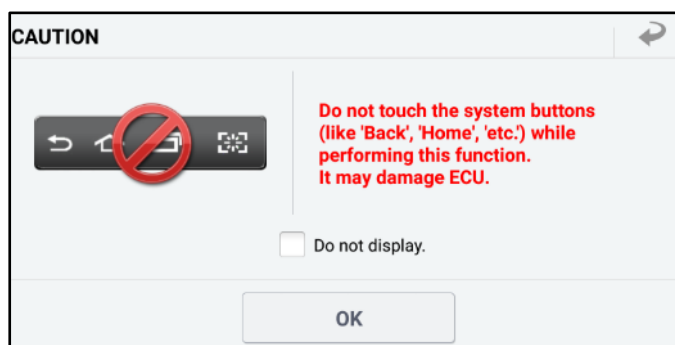 CAUTION
Do not touch the system buttons
(like 'Back', 'Home', 'etc.') while
performing this function.
It may damage ECU.
Do not display.
OK